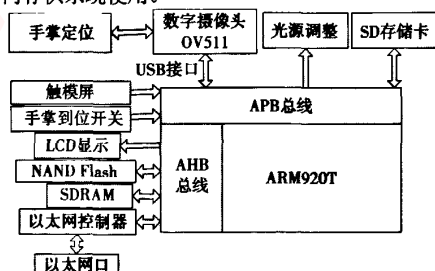 手掌定位
数字摄像头
OV511
光源调整
SD存储卡
USB接口
触摸屏
手掌到位开关
LCD显示
NAND Flash
SDRAM
以太网控制器
以太网口
APB总线
AHB
总线
ARM920T